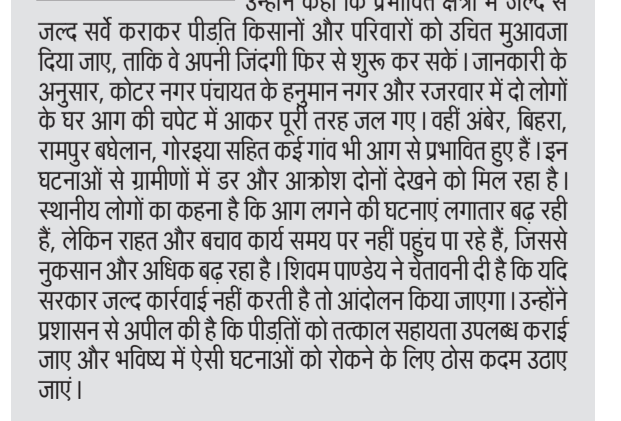 उन्होंने कहा कि प्रभावित क्षेत्रों में जल्द से
जल्द सर्वे कराकर पीड़ति किसानों और परिवारों को उचित मुआवजा
दिया जाए, ताकि वे अपनी जिंदगी फिर से शुरू कर सकें। जानकारी के
अनुसार, कोटर नगर पंचायत के हनुमान नगर और रजरवार में दो लोगों
के घर आग की चपेट में आकर पूरी तरह जल गए। वहीं अंबेर, बिहरा,
रामपुर बघेलान, गोरइया सहित कई गांव भी आग से प्रभावित हुए हैं। इन
घटनाओं से ग्रामीणों में डर और आक्रोश दोनों देखने को मिल रहा है।
स्थानीय लोगों का कहना है कि आग लगने की घटनाएं लगातार बढ़ रही
हैं, लेकिन राहत और बचाव कार्य समय पर नहीं पहुंच पा रहे हैं, जिससे
नुकसान और अधिक बढ़ रहा है। शिवम पाण्डेय ने चेतावनी दी है कि यदि
सरकार जल्द कार्रवाई नहीं करती है तो आंदोलन किया जाएगा। उन्होंने
प्रशासन से अपील की है कि पीड़तिों को तत्काल सहायता उपलब्ध कराई
जाए और भविष्य में ऐसी घटनाओं को रोकने के लिए ठोस कदम उठाए
जाएं।